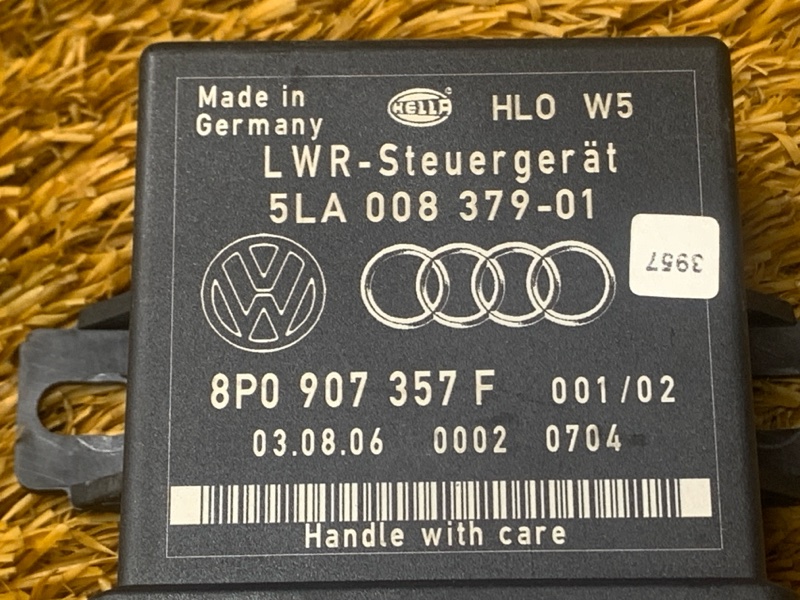 Made in
Germany
HELLA
HLO W5
LWR-Steuergerät
5LA 008 379-01
3957
8P0 907 357 F 001/02
03.08.06 0002 0704
Handle with care